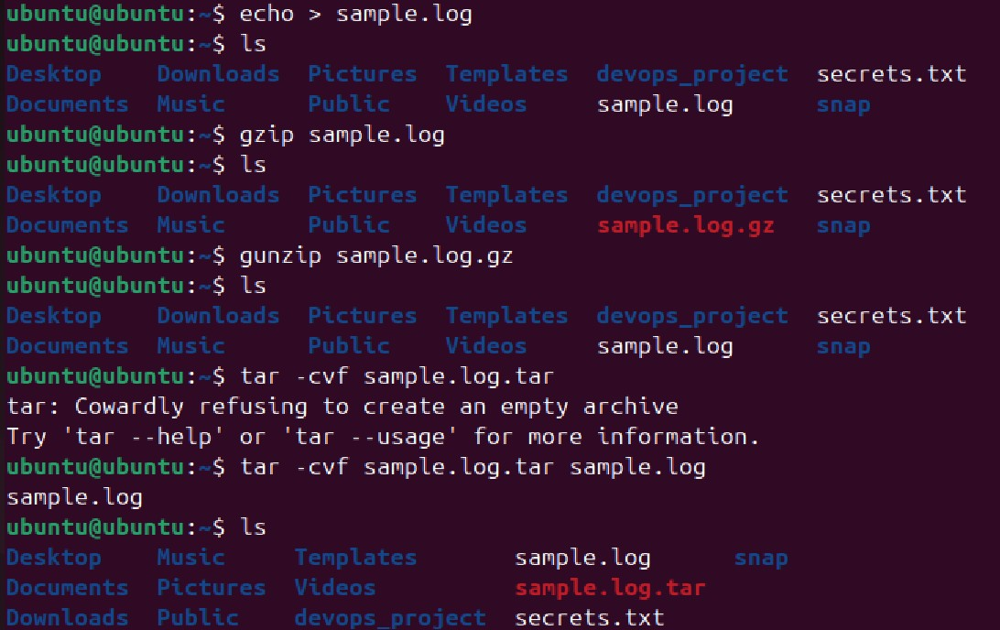 ubuntu@ubuntu:~$ echo > sample.log
ubuntu@ubuntu:~$ ls
Desktop    Downloads  Pictures  Templates  devops_project  secrets.txt
Documents  Music      Public    Videos     sample.log      snap
ubuntu@ubuntu:~$ gzip sample.log
ubuntu@ubuntu:~$ ls
Desktop    Downloads  Pictures  Templates  devops_project  secrets.txt
Documents  Music      Public    Videos     sample.log.gz   snap
ubuntu@ubuntu:~$ gunzip sample.log.gz
ubuntu@ubuntu:~$ ls
Desktop    Downloads  Pictures  Templates  devops_project  secrets.txt
Documents  Music      Public    Videos     sample.log      snap
ubuntu@ubuntu:~$ tar -cvf sample.log.tar
tar: Cowardly refusing to create an empty archive
Try 'tar --help' or 'tar --usage' for more information.
ubuntu@ubuntu:~$ tar -cvf sample.log.tar sample.log
sample.log
ubuntu@ubuntu:~$ ls
Desktop    Music     Templates       sample.log      snap
Documents  Pictures  Videos          sample.log.tar
Downloads  Public    devops_project  secrets.txt